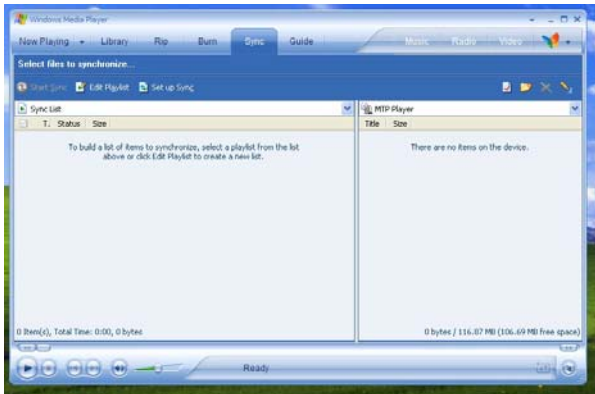 Windows Media Player
Now Playing Library Rip Burn Sync Guide Music Radio Video
Select files to synchronize...
Start Sync Edit Playlist Set up Sync
Sync List
MTP Player
T. Status Size
Title Size
To build a list of items to synchronize, select a playlist from the list
above or click Edit Playlist to create a new list.
There are no items on the device.
0 Item(s), Total Time: 0:00, 0 bytes
0 bytes / 116.87 MB (106.69 MB free space)
Ready